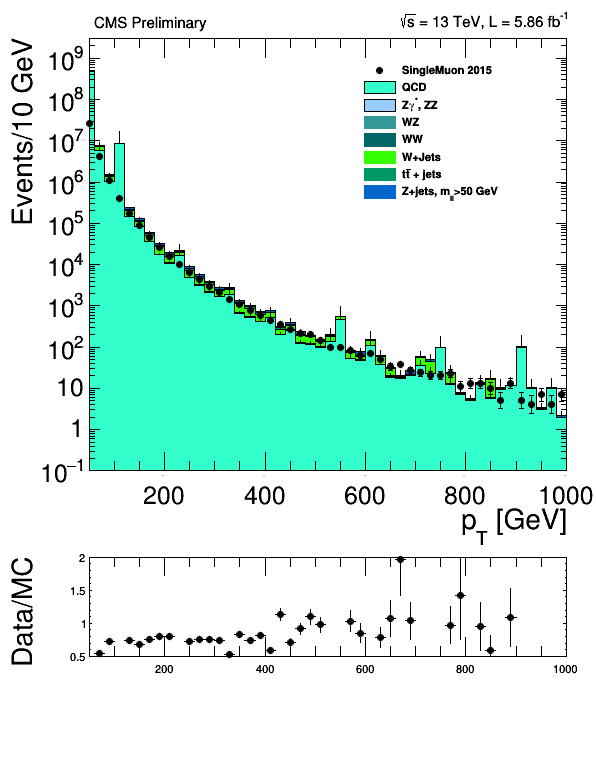 CMS Preliminary √s = 13 TeV, L = 5.86 fb⁻¹
Events/10 GeV
10⁹
10⁸
10⁷
10⁶
10⁵
10⁴
10³
10²
10
1
10⁻¹
SingleMuon 2015
QCD
Zγ*, ZZ
WZ
WW
W+Jets
tt̄ + jets
Z+jets, m >50 GeV
200 400 600 800 1000
p_T [GeV]
Data/MC
2
1.5
1
0.5
200 400 600 800 1000